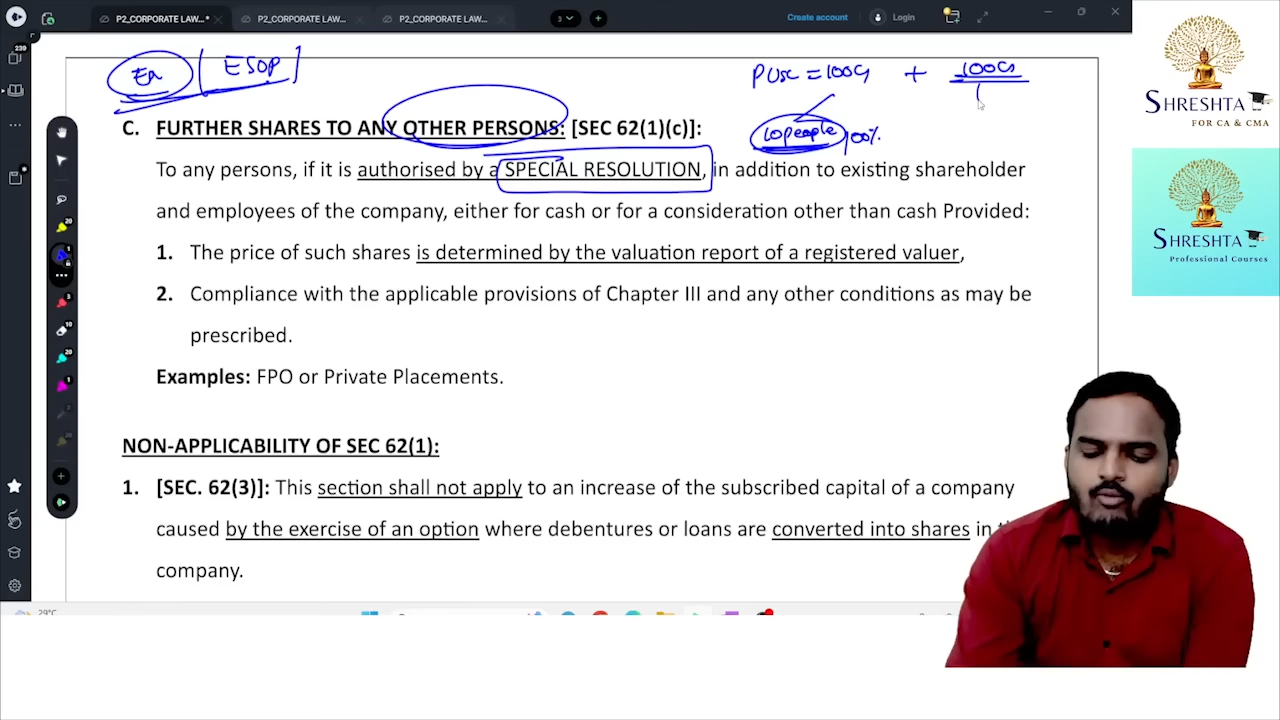 P2_CORPORATE LAW...*
P2_CORPORATE LAW....
P2_CORPORATE LAW....
3
Create account
Login
239
ESOP
PUSC = 100Cr + 100Cr
10 people 100%
C. FURTHER SHARES TO ANY OTHER PERSONS: [SEC 62(1)(c)]:
To any persons, if it is authorised by a SPECIAL RESOLUTION, in addition to existing shareholder
and employees of the company, either for cash or for a consideration other than cash Provided:
1. The price of such shares is determined by the valuation report of a registered valuer,
2. Compliance with the applicable provisions of Chapter III and any other conditions as may be
prescribed.
Examples: FPO or Private Placements.
NON-APPLICABILITY OF SEC 62(1):
1. [SEC. 62(3)]: This section shall not apply to an increase of the subscribed capital of a company
caused by the exercise of an option where debentures or loans are converted into shares in
company.
29°C
SHRESHTA
FOR CA & CMA
SHRESHTA
Professional Courses